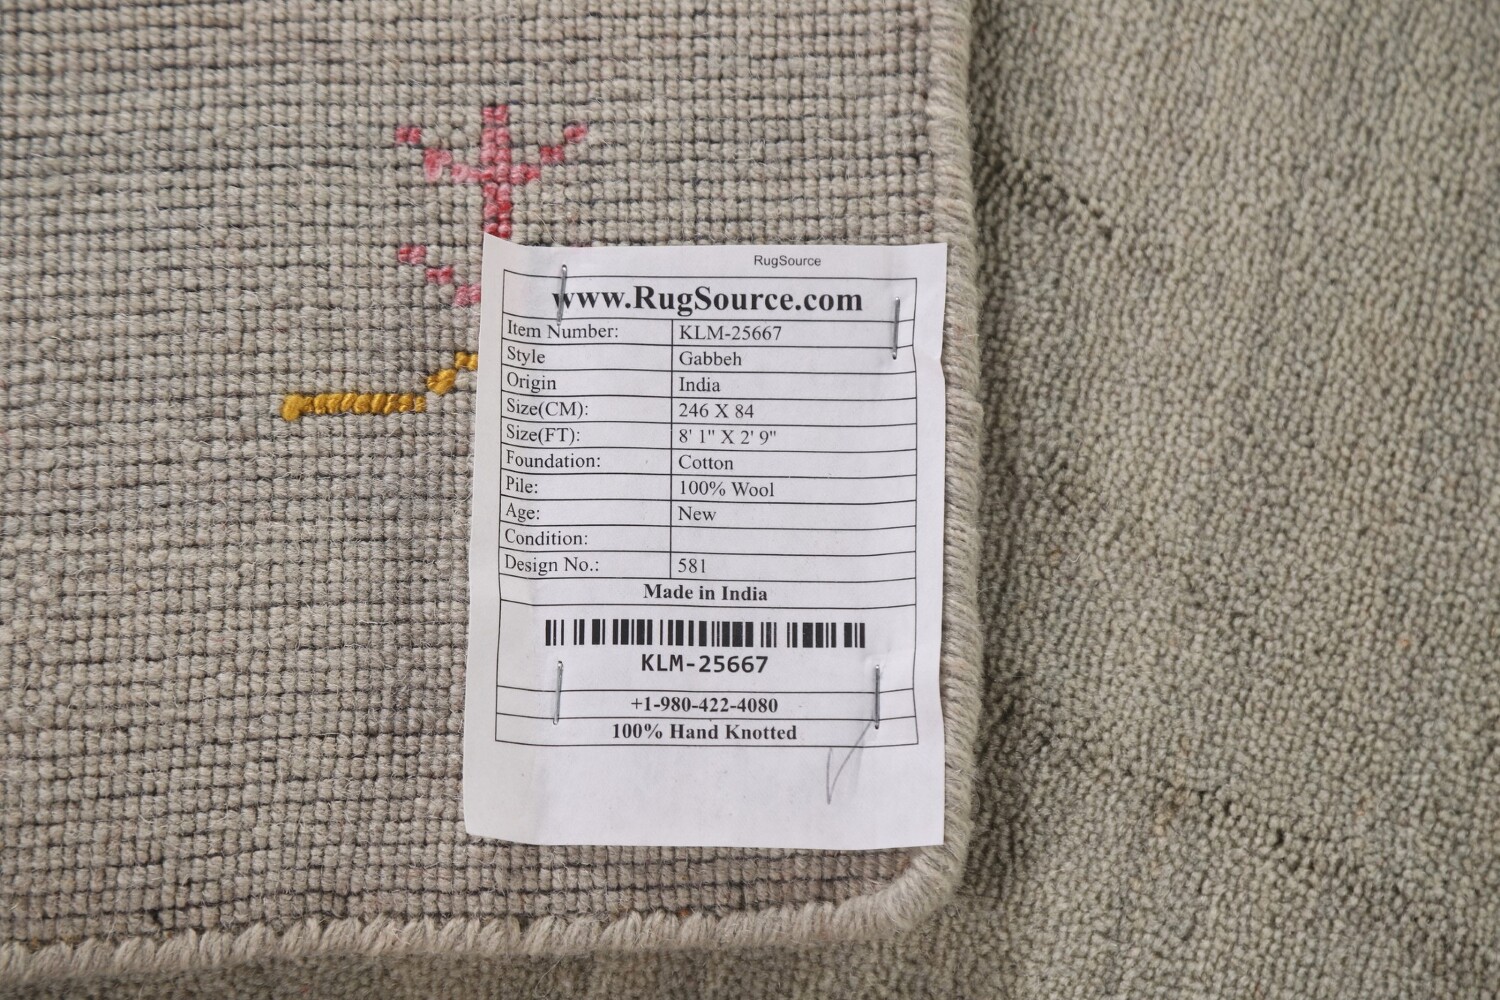 RugSource
www.RugSource.com
Item Number: KLM-25667
Style Gabbeh
Origin India
Size(CM): 246 X 84
Size(FT): 8' 1" X 2' 9"
Foundation: Cotton
Pile: 100% Wool
Age: New
Condition:
Design No.: 581
Made in India
KLM-25667
+1-980-422-4080
100% Hand Knotted